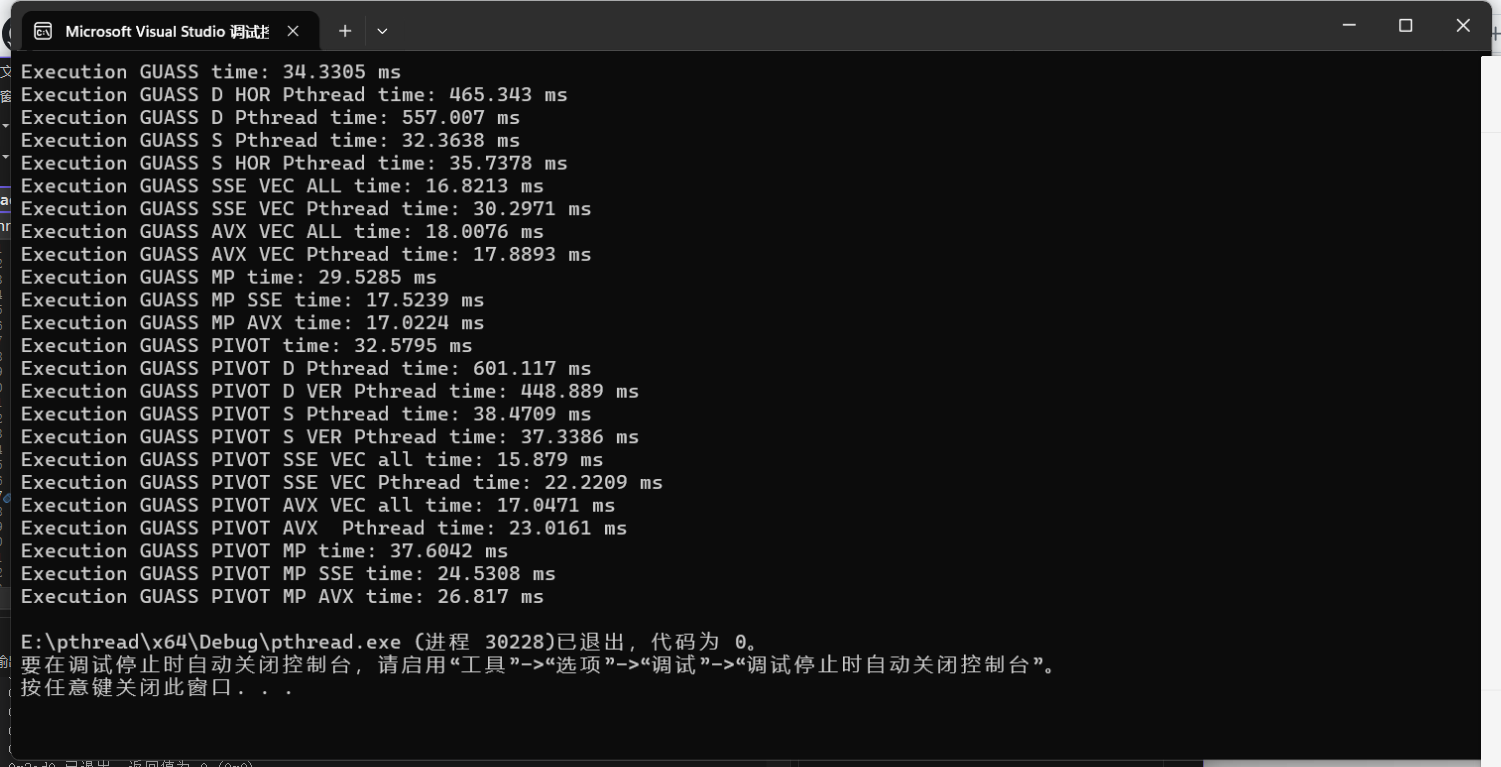 Microsoft Visual Studio 调试控
Execution GUASS time: 34.3305 ms
Execution GUASS D HOR Pthread time: 465.343 ms
Execution GUASS D Pthread time: 557.007 ms
Execution GUASS S Pthread time: 32.3638 ms
Execution GUASS S HOR Pthread time: 35.7378 ms
Execution GUASS SSE VEC ALL time: 16.8213 ms
Execution GUASS SSE VEC Pthread time: 30.2971 ms
Execution GUASS AVX VEC ALL time: 18.0076 ms
Execution GUASS AVX VEC Pthread time: 17.8893 ms
Execution GUASS MP time: 29.5285 ms
Execution GUASS MP SSE time: 17.5239 ms
Execution GUASS MP AVX time: 17.0224 ms
Execution GUASS PIVOT time: 32.5795 ms
Execution GUASS PIVOT D Pthread time: 601.117 ms
Execution GUASS PIVOT D VER Pthread time: 448.889 ms
Execution GUASS PIVOT S Pthread time: 38.4709 ms
Execution GUASS PIVOT S VER Pthread time: 37.3386 ms
Execution GUASS PIVOT SSE VEC all time: 15.879 ms
Execution GUASS PIVOT SSE VEC Pthread time: 22.2209 ms
Execution GUASS PIVOT AVX VEC all time: 17.0471 ms
Execution GUASS PIVOT AVX  Pthread time: 23.0161 ms
Execution GUASS PIVOT MP time: 37.6042 ms
Execution GUASS PIVOT MP SSE time: 24.5308 ms
Execution GUASS PIVOT MP AVX time: 26.817 ms
E:\pthread\x64\Debug\pthread.exe (进程 30228)已退出，代码为 0。
要在调试停止时自动关闭控制台，请启用“工具”->“选项”->“调试”->“调试停止时自动关闭控制台”。
按任意键关闭此窗口. . .